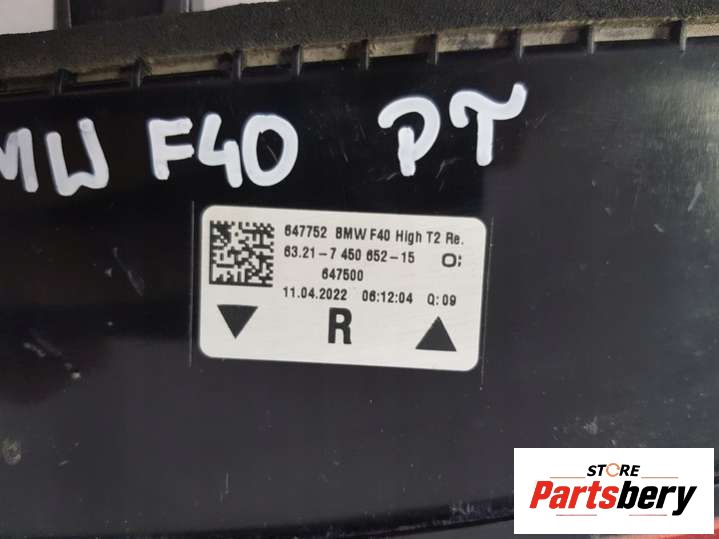 MW F40 PT
647752 BMW F40 High T2 Re.
63.21-7 450 652-15 O:
647500
11.04.2022 06:12:04 Q:09
R
STORE
Partsbery